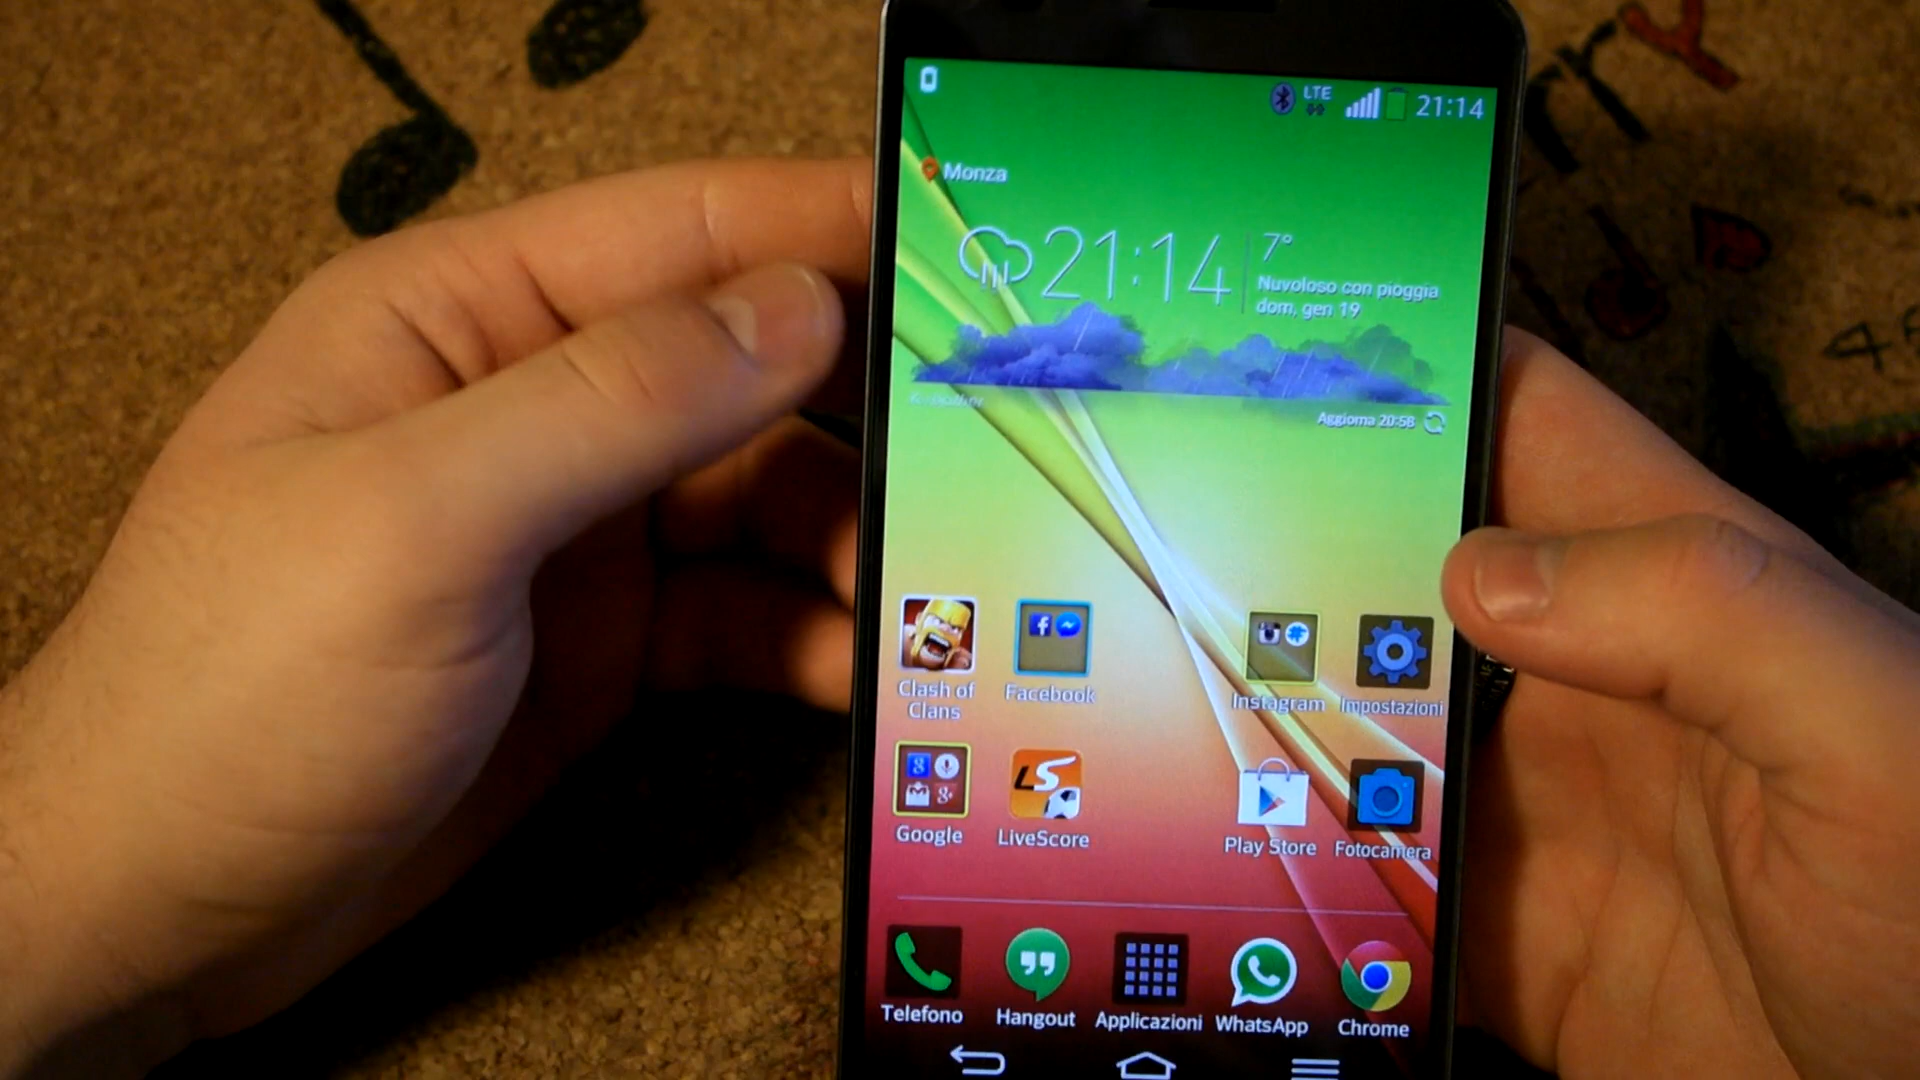 LTE
21:14
Monza
21:14
7°
Nuvoloso con pioggia
dom, gen 19
Aggiorna 20:58
Clash of
Clans
Facebook
Instagram
Impostazioni
Google
LiveScore
Play Store
Fotocamera
Telefono
Hangout
Applicazioni
WhatsApp
Chrome